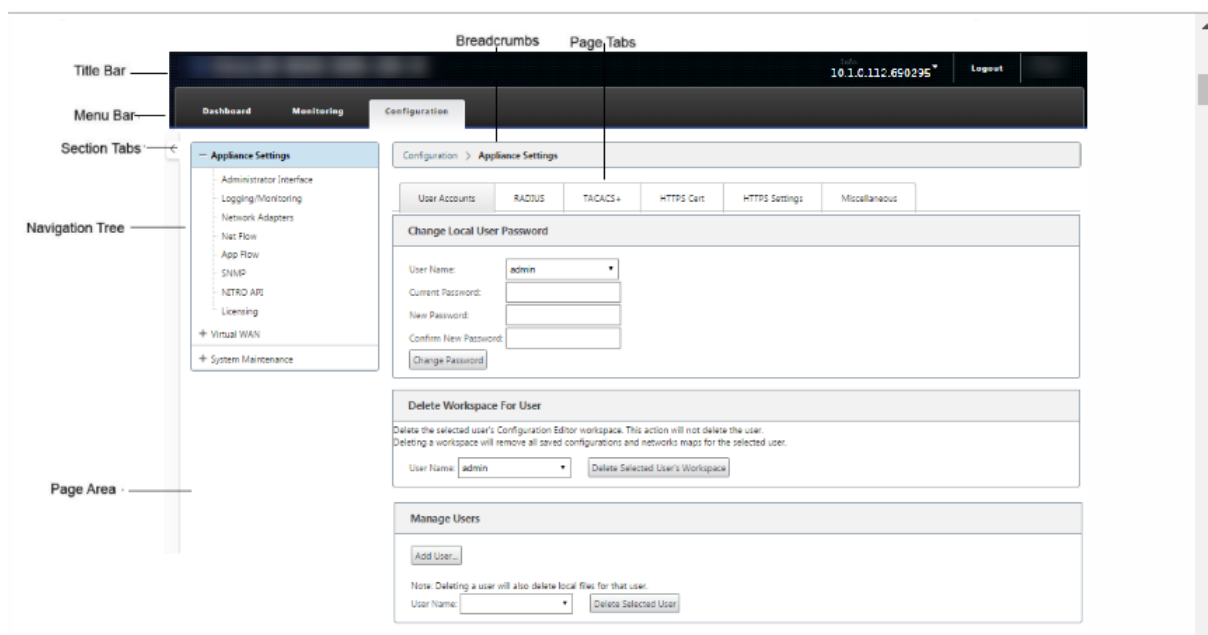 Breadcrumbs Page Tabs
Title Bar
Info
10.1.0.112.690295
Logout
Menu Bar
Dashboard Monitoring Configuration
Section Tabs
− Appliance Settings
Configuration > Appliance Settings
Administrator Interface
Logging/Monitoring
Network Adapters
Net Flow
App Flow
SNMP
NITRO API
Licensing
+ Virtual WAN
+ System Maintenance
Navigation Tree
User Accounts RADIUS TACACS+ HTTPS Cert HTTPS Settings Miscellaneous
Change Local User Password
User Name: admin
Current Password:
New Password:
Confirm New Password:
Change Password
Delete Workspace For User
Delete the selected user's Configuration Editor workspace. This action will not delete the user.
Deleting a workspace will remove all saved configurations and networks maps for the selected user.
User Name: admin Delete Selected User's Workspace
Page Area
Manage Users
Add User...
Note: Deleting a user will also delete local files for that user.
User Name: Delete Selected User